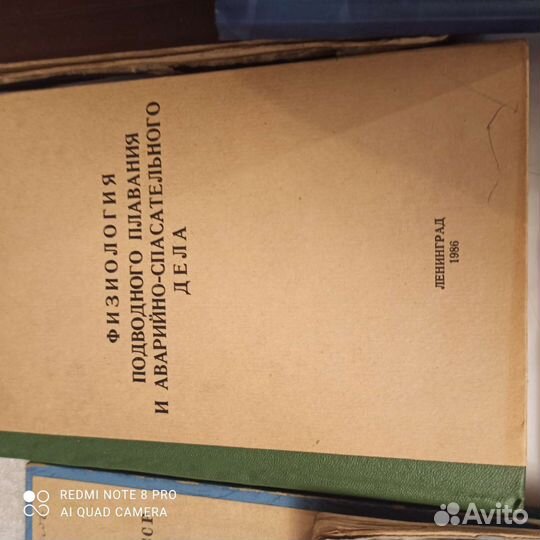 ФИЗИОЛОГИЯ
ПОДВОДНОГО ПЛАВАНИЯ
И АВАРИЙНО-СПАСАТЕЛЬНОГО
ДЕЛА
ЛЕНИНГРАД
1986
REDMI NOTE 8 PRO
AI QUAD CAMERA
Avito